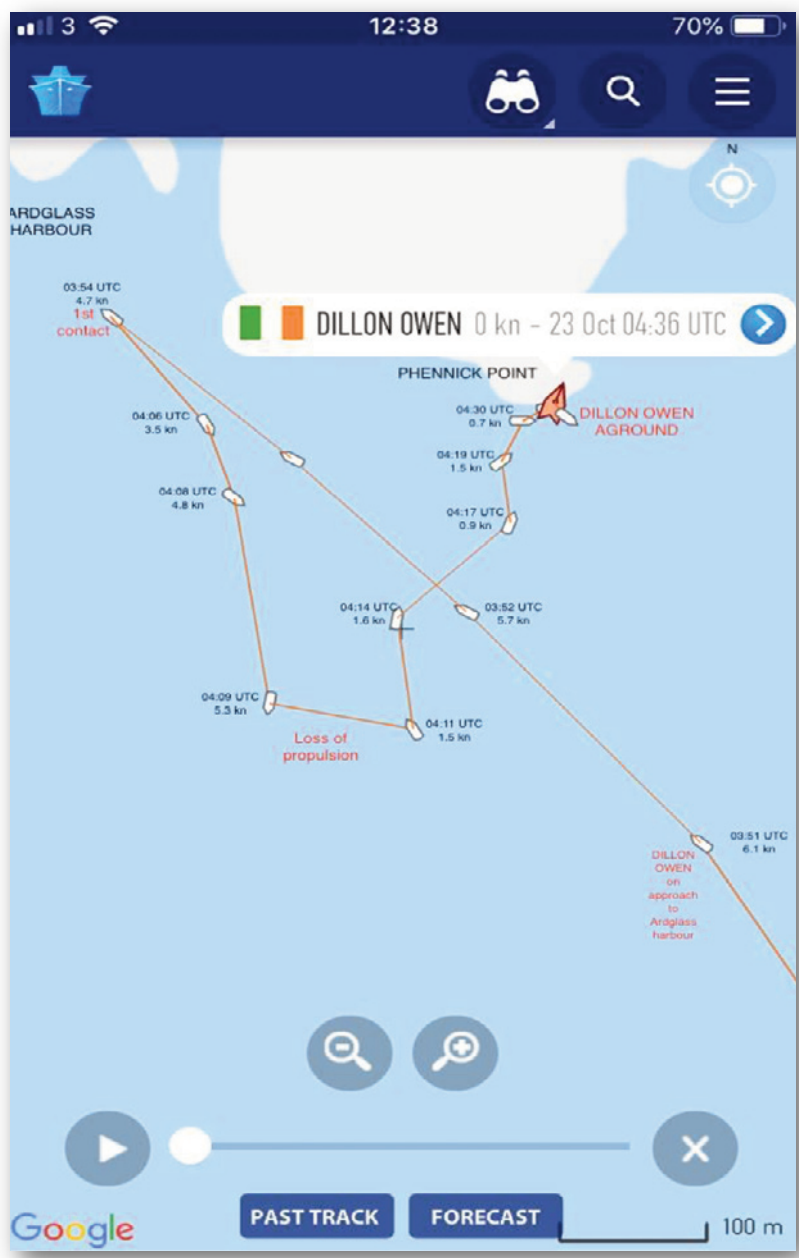 3
12:38
70%
N
ARDGLASS
HARBOUR
03:54 UTC
4.7 kn
1st
contact
DILLON OWEN 0 kn – 23 Oct 04:36 UTC
PHENNICK POINT
04:30 UTC
0.7 kn
DILLON OWEN
AGROUND
04:06 UTC
3.5 kn
04:19 UTC
1.5 kn
04:08 UTC
4.8 kn
04:17 UTC
0.9 kn
04:14 UTC
1.6 kn
03:52 UTC
5.7 kn
04:09 UTC
5.3 kn
04:11 UTC
1.5 kn
Loss of
propulsion
03:51 UTC
6.1 kn
DILLON
OWEN
on
approach
to
Ardglass
harbour
PAST TRACK
FORECAST
Google
100 m